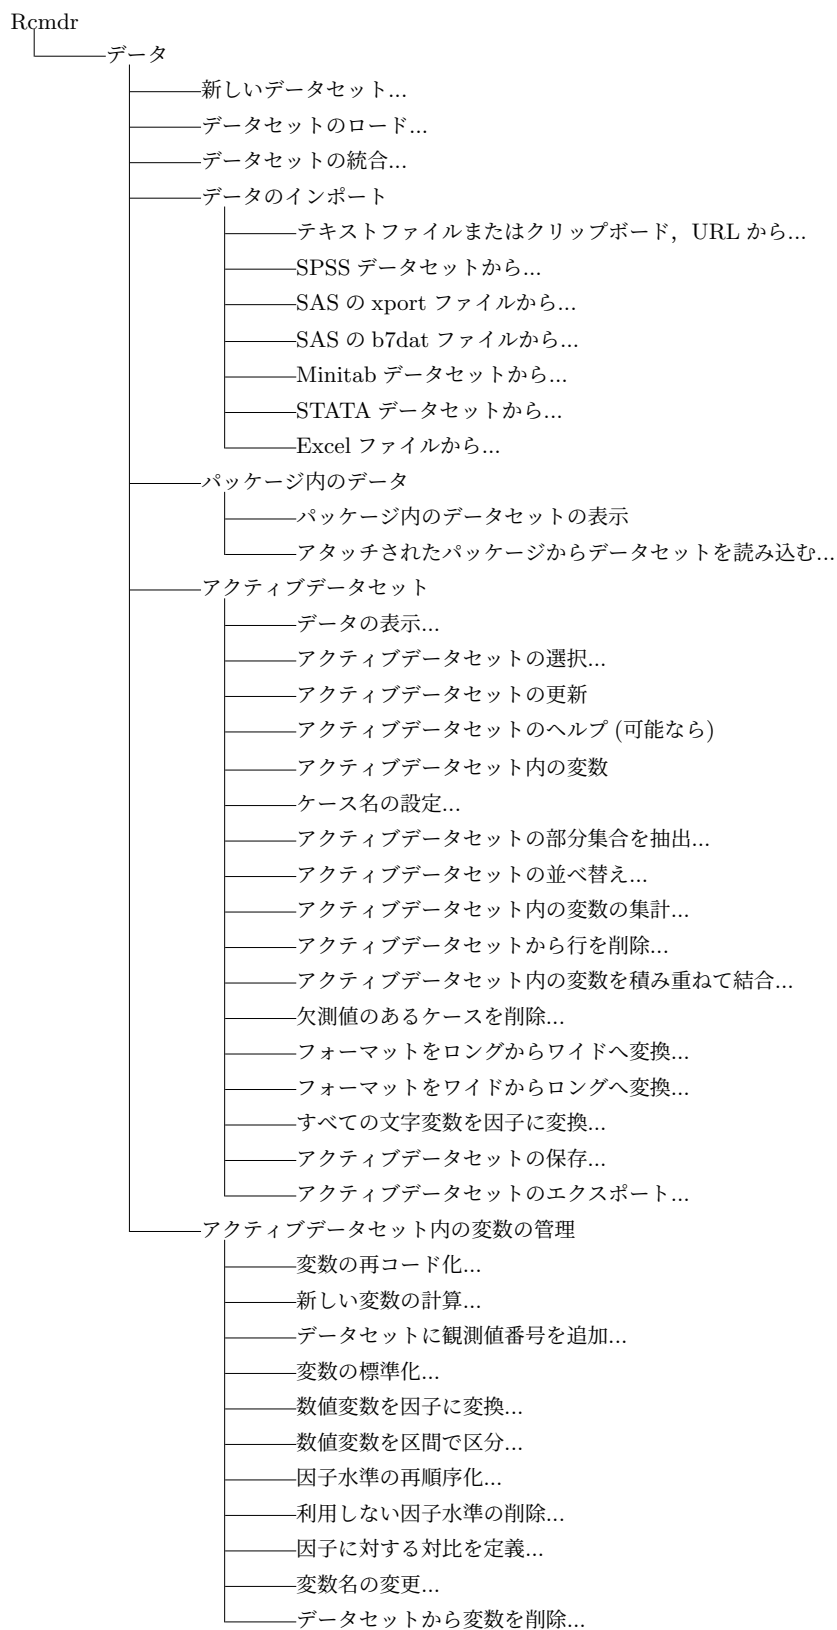 Rcmdr
データ
新しいデータセット...
データセットのロード...
データセットの統合...
データのインポート
テキストファイルまたはクリップボード，URL から...
SPSS データセットから...
SAS の xport ファイルから...
SAS の b7dat ファイルから...
Minitab データセットから...
STATA データセットから...
Excel ファイルから...
パッケージ内のデータ
パッケージ内のデータセットの表示
アタッチされたパッケージからデータセットを読み込む...
アクティブデータセット
データの表示...
アクティブデータセットの選択...
アクティブデータセットの更新
アクティブデータセットのヘルプ (可能なら)
アクティブデータセット内の変数
ケース名の設定...
アクティブデータセットの部分集合を抽出...
アクティブデータセットの並べ替え...
アクティブデータセット内の変数の集計...
アクティブデータセットから行を削除...
アクティブデータセット内の変数を積み重ねて結合...
欠測値のあるケースを削除...
フォーマットをロングからワイドへ変換...
フォーマットをワイドからロングへ変換...
すべての文字変数を因子に変換...
アクティブデータセットの保存...
アクティブデータセットのエクスポート...
アクティブデータセット内の変数の管理
変数の再コード化...
新しい変数の計算...
データセットに観測値番号を追加...
変数の標準化...
数値変数を因子に変換...
数値変数を区間で区分...
因子水準の再順序化...
利用しない因子水準の削除...
因子に対する対比を定義...
変数名の変更...
データセットから変数を削除...